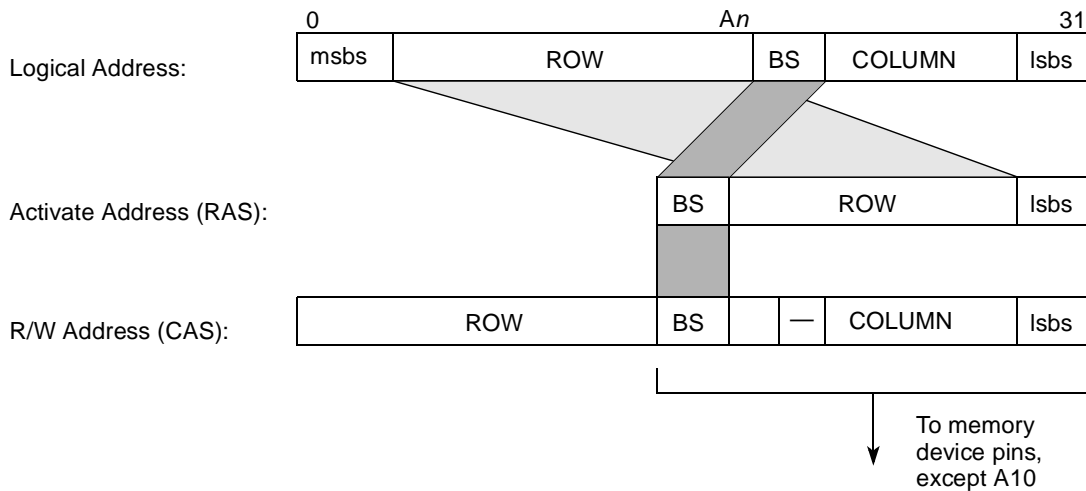 0 An 31
Logical Address: msbs ROW BS COLUMN lsbs
Activate Address (RAS): BS ROW lsbs
R/W Address (CAS): ROW BS — COLUMN lsbs
To memory
device pins,
except A10